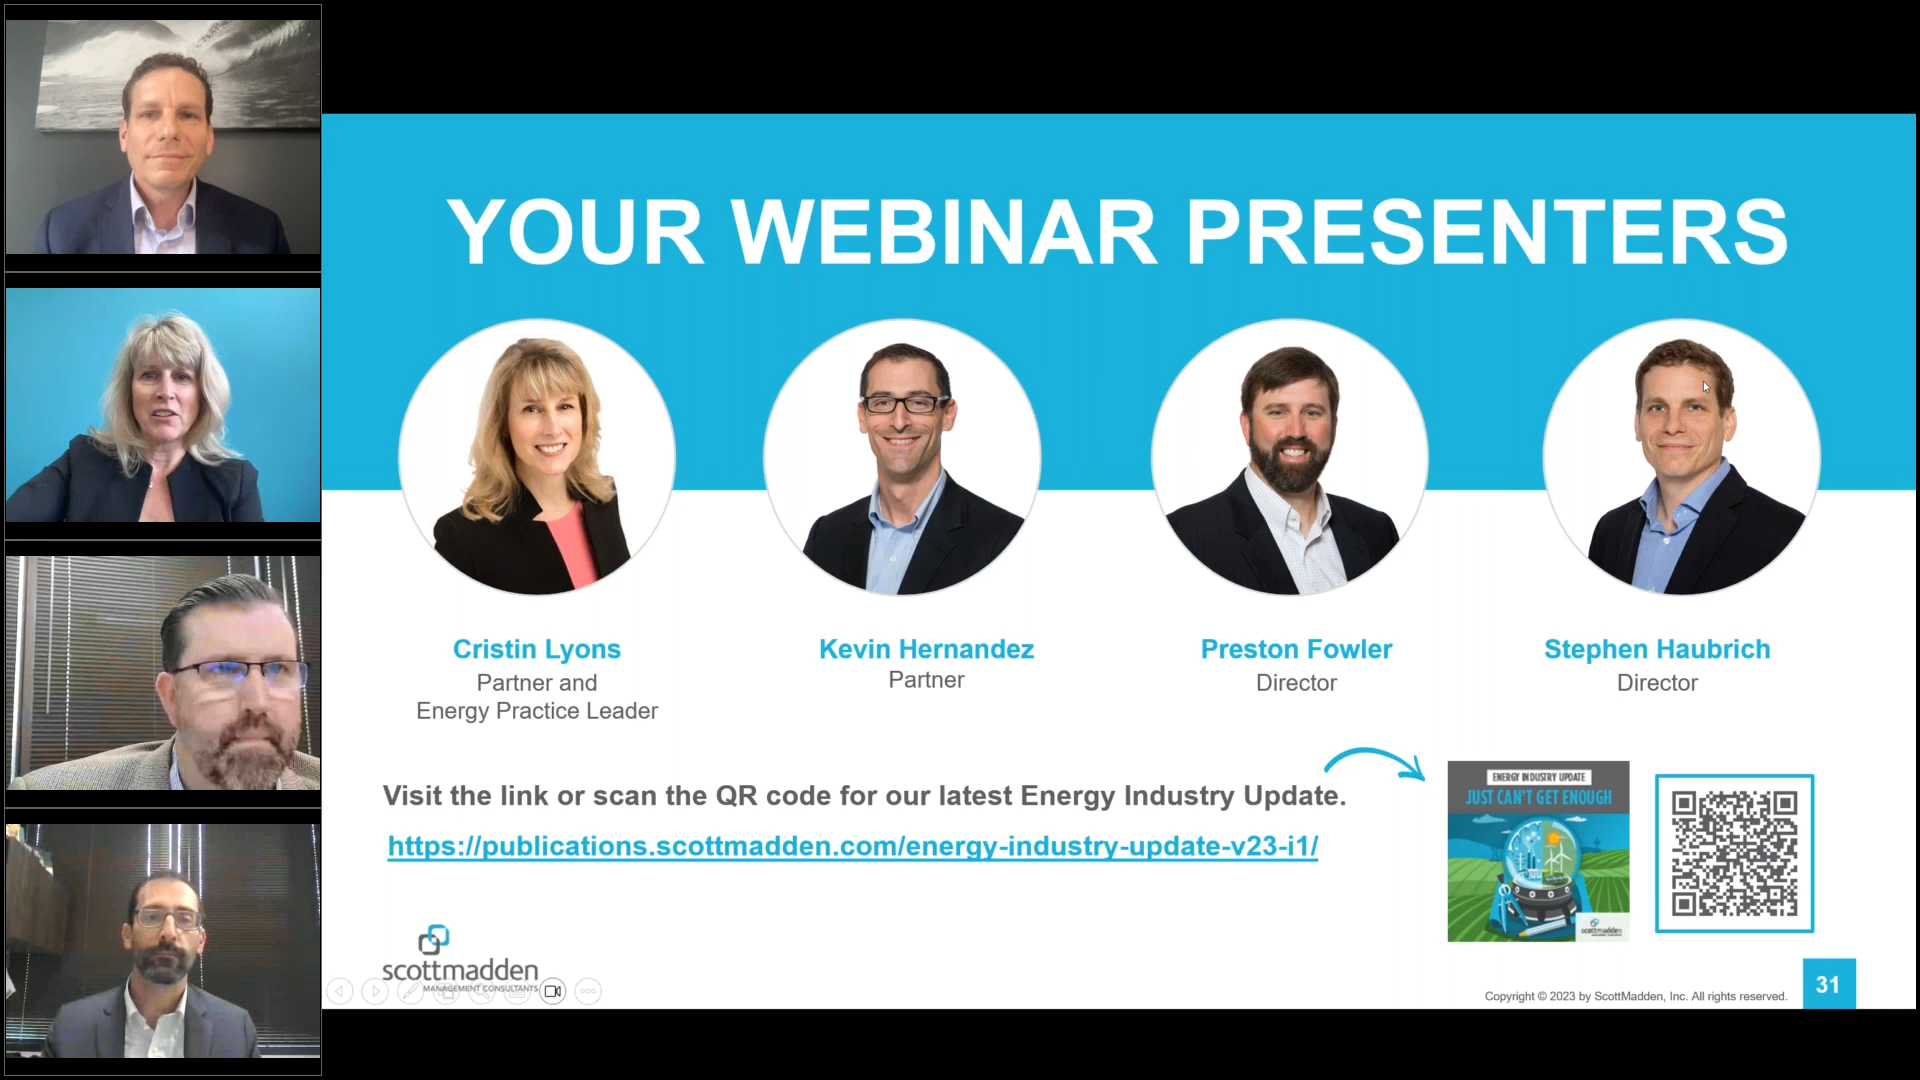 YOUR WEBINAR PRESENTERS
Cristin Lyons
Partner and
Energy Practice Leader
Kevin Hernandez
Partner
Preston Fowler
Director
Stephen Haubrich
Director
Visit the link or scan the QR code for our latest Energy Industry Update.
https://publications.scottmadden.com/energy-industry-update-v23-i1/
ENERGY INDUSTRY UPDATE
JUST CAN'T GET ENOUGH
scottmadden
scottmadden
MANAGEMENT CONSULTANTS
Copyright © 2023 by ScottMadden, Inc. All rights reserved.
31